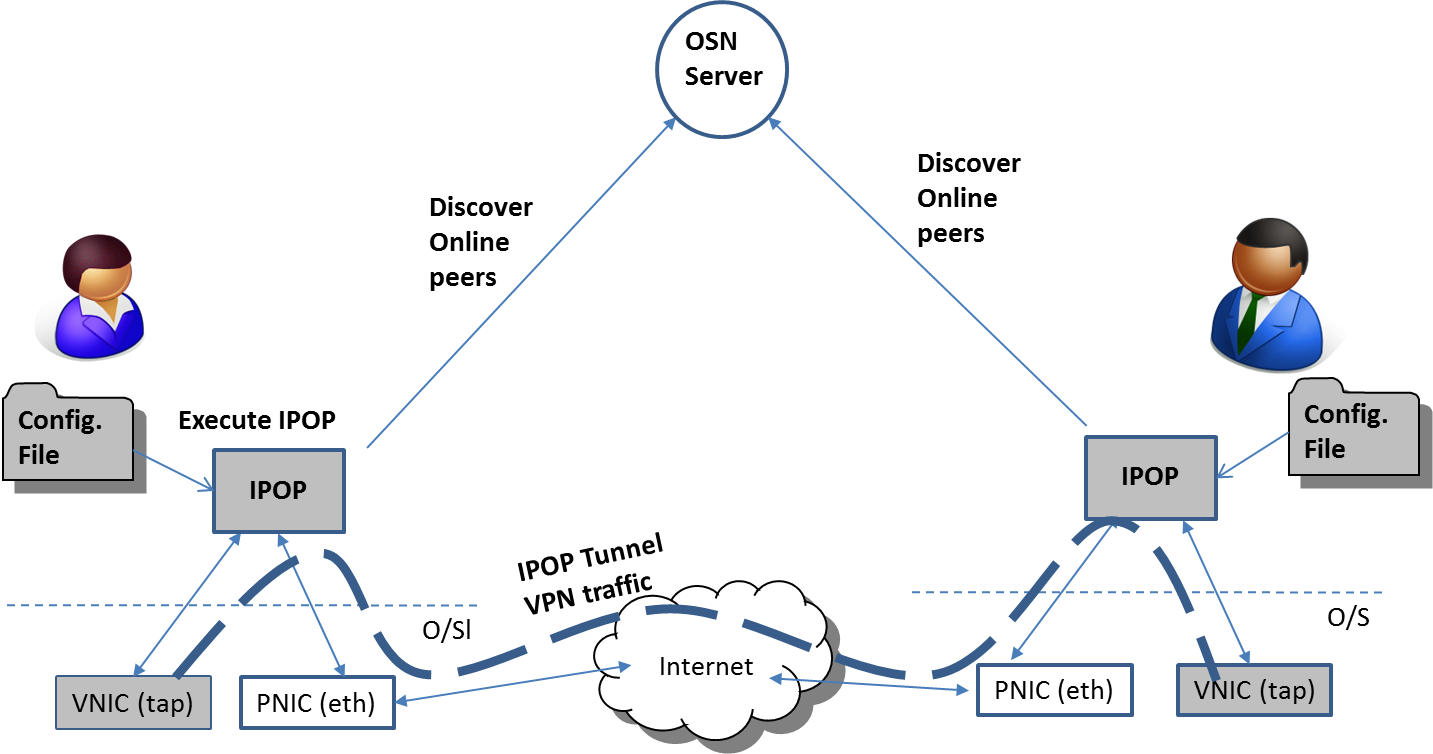 OSN
Server
Discover
Online
peers
Discover
Online
peers
Config.
File
Execute IPOP
IPOP
Config.
File
IPOP
IPOP Tunnel
VPN traffic
O/Sl
O/S
Internet
VNIC (tap)
PNIC (eth)
PNIC (eth)
VNIC (tap)